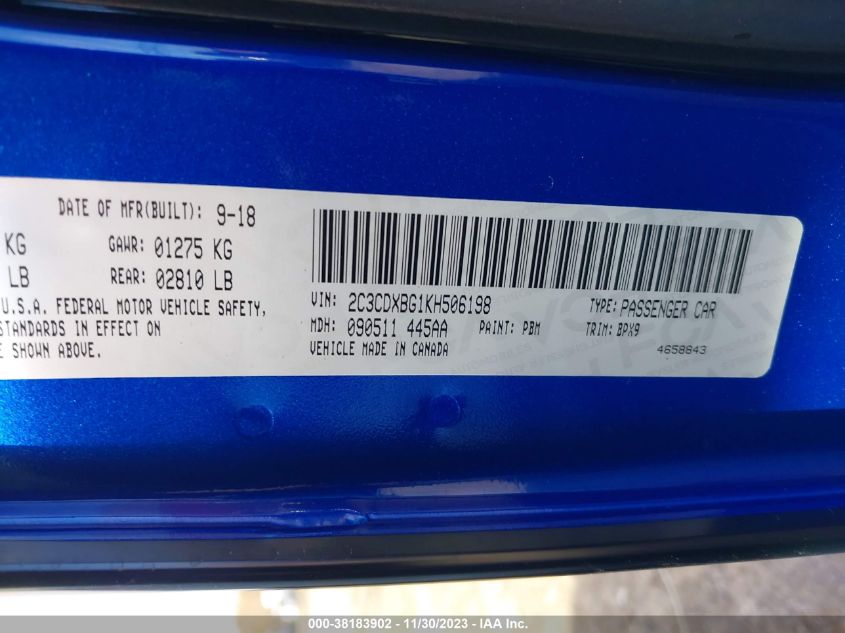 DATE OF MFR(BUILT): 9-18
KG GAWR: 01275 KG
LB REAR: 02810 LB
U.S.A. FEDERAL MOTOR VEHICLE SAFETY,
STANDARDS IN EFFECT ON
SHOWN ABOVE.
VIN: 2C3CDXBG1KH506198 TYPE: PASSENGER CAR
MDH: 090511 445AA PAINT: PBM TRIM: BPX9
VEHICLE MADE IN CANADA 4658843
000-38183902 - 11/30/2023 - IAA Inc.